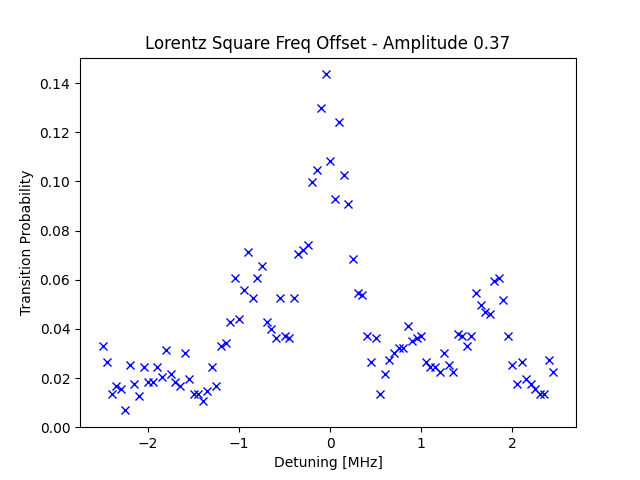 Lorentz Square Freq Offset - Amplitude 0.37
Transition Probability
0.14
0.12
0.10
0.08
0.06
0.04
0.02
0.00
−2 −1 0 1 2
Detuning [MHz]